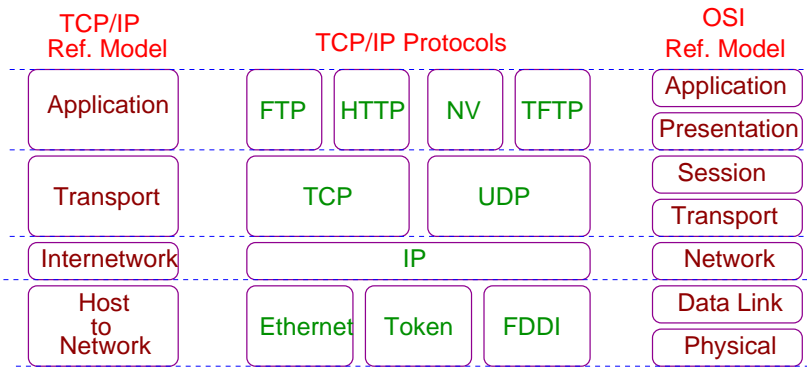 TCP/IP
Ref. Model
TCP/IP Protocols
OSI
Ref. Model
Application
FTP
HTTP
NV
TFTP
Application
Presentation
Transport
TCP
UDP
Session
Transport
Internetwork
IP
Network
Host
to
Network
Ethernet
Token
FDDI
Data Link
Physical